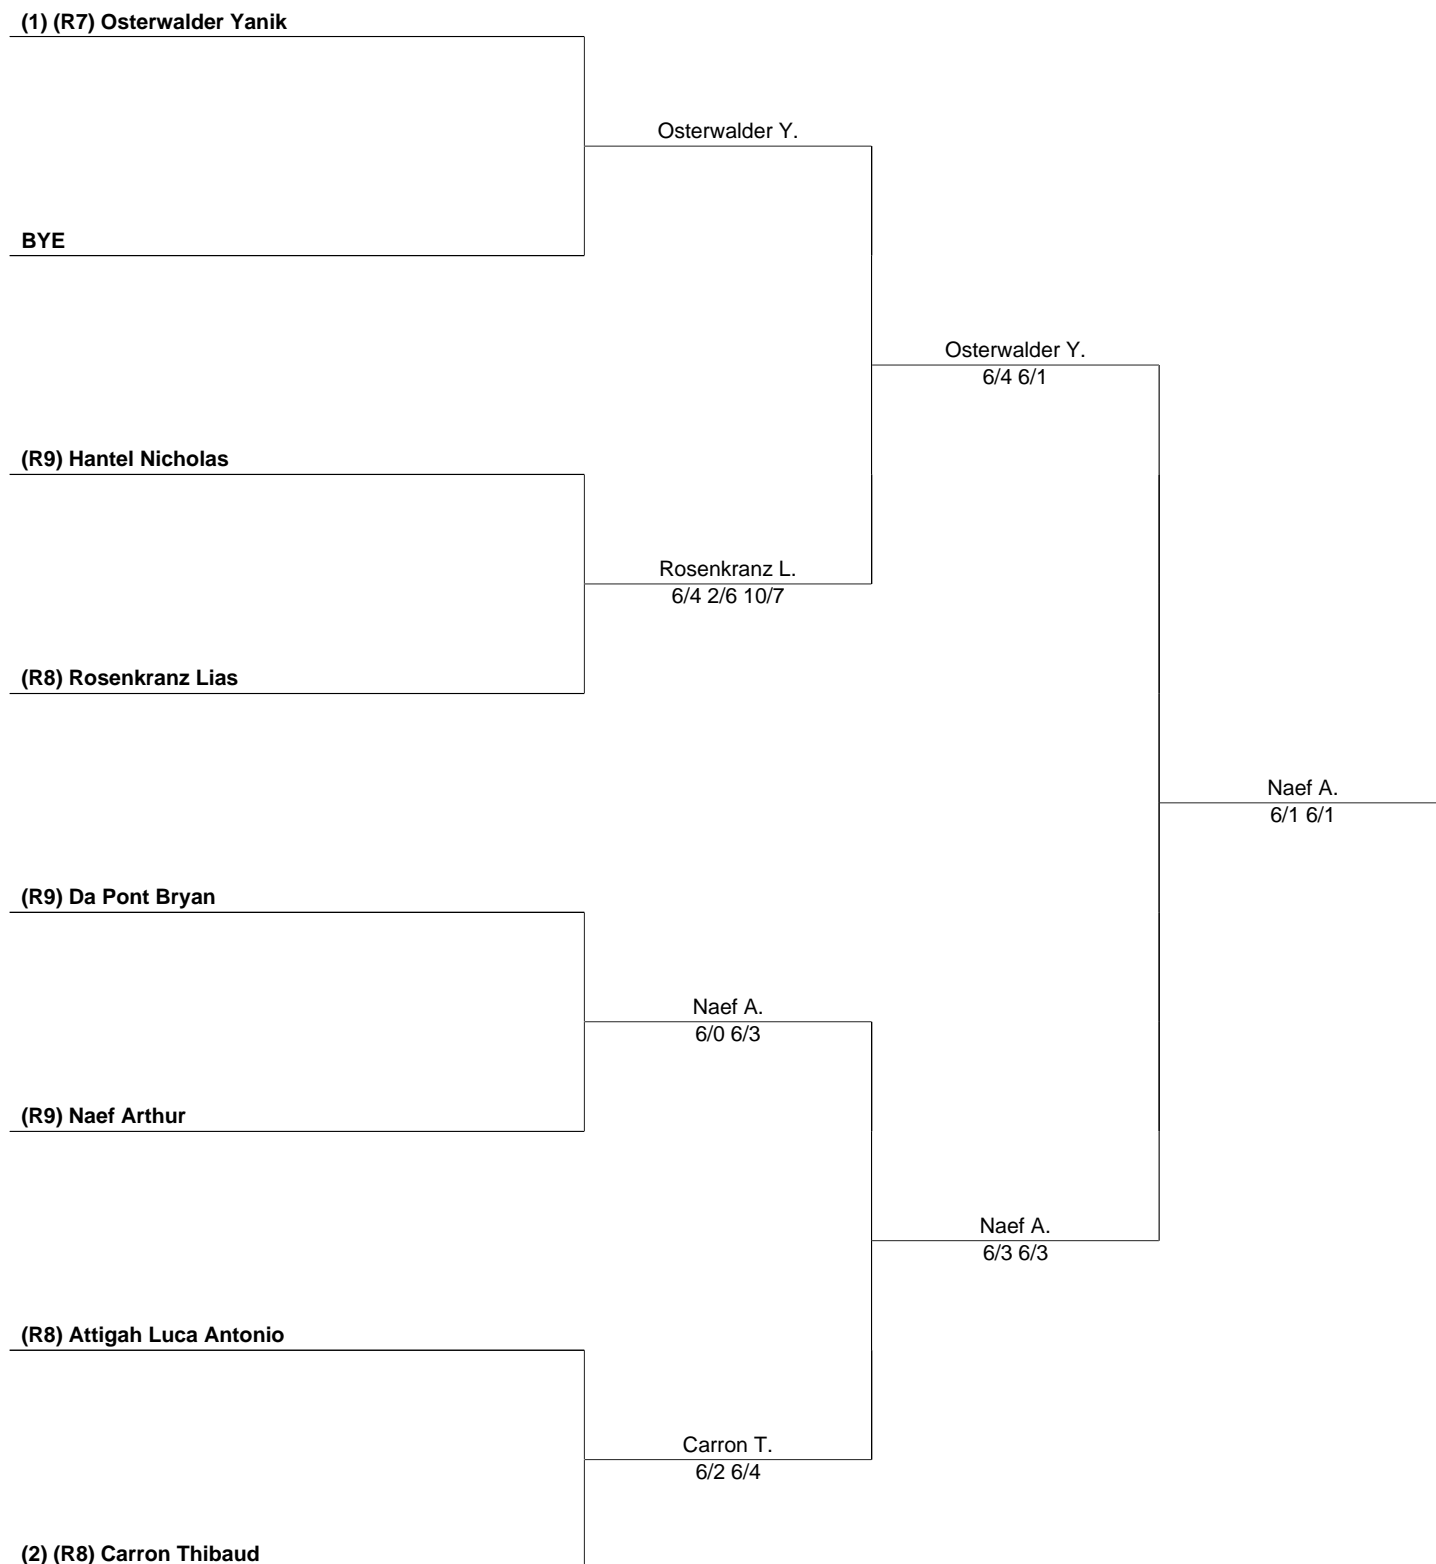 (1) (R7) Osterwalder Yanik
Osterwalder Y.
BYE
Osterwalder Y.
6/4 6/1
(R9) Hantel Nicholas
Rosenkranz L.
6/4 2/6 10/7
(R8) Rosenkranz Lias
Naef A.
6/1 6/1
(R9) Da Pont Bryan
Naef A.
6/0 6/3
(R9) Naef Arthur
Naef A.
6/3 6/3
(R8) Attigah Luca Antonio
Carron T.
6/2 6/4
(2) (R8) Carron Thibaud